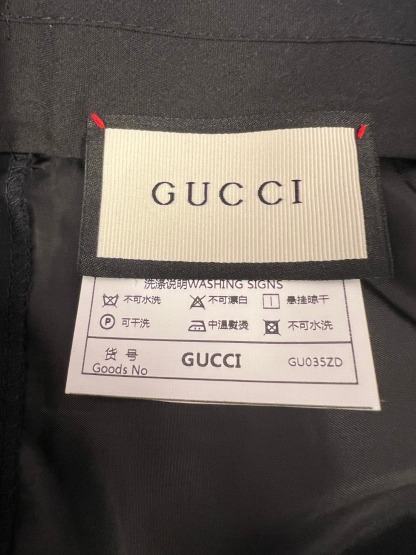 GUCCI
洗涤说明WASHING SIGNS
不可水洗 不可漂白 悬挂晾干
P 可干洗 中溫熨烫 不可水洗
货号 GUCCI GU035ZD
Goods No